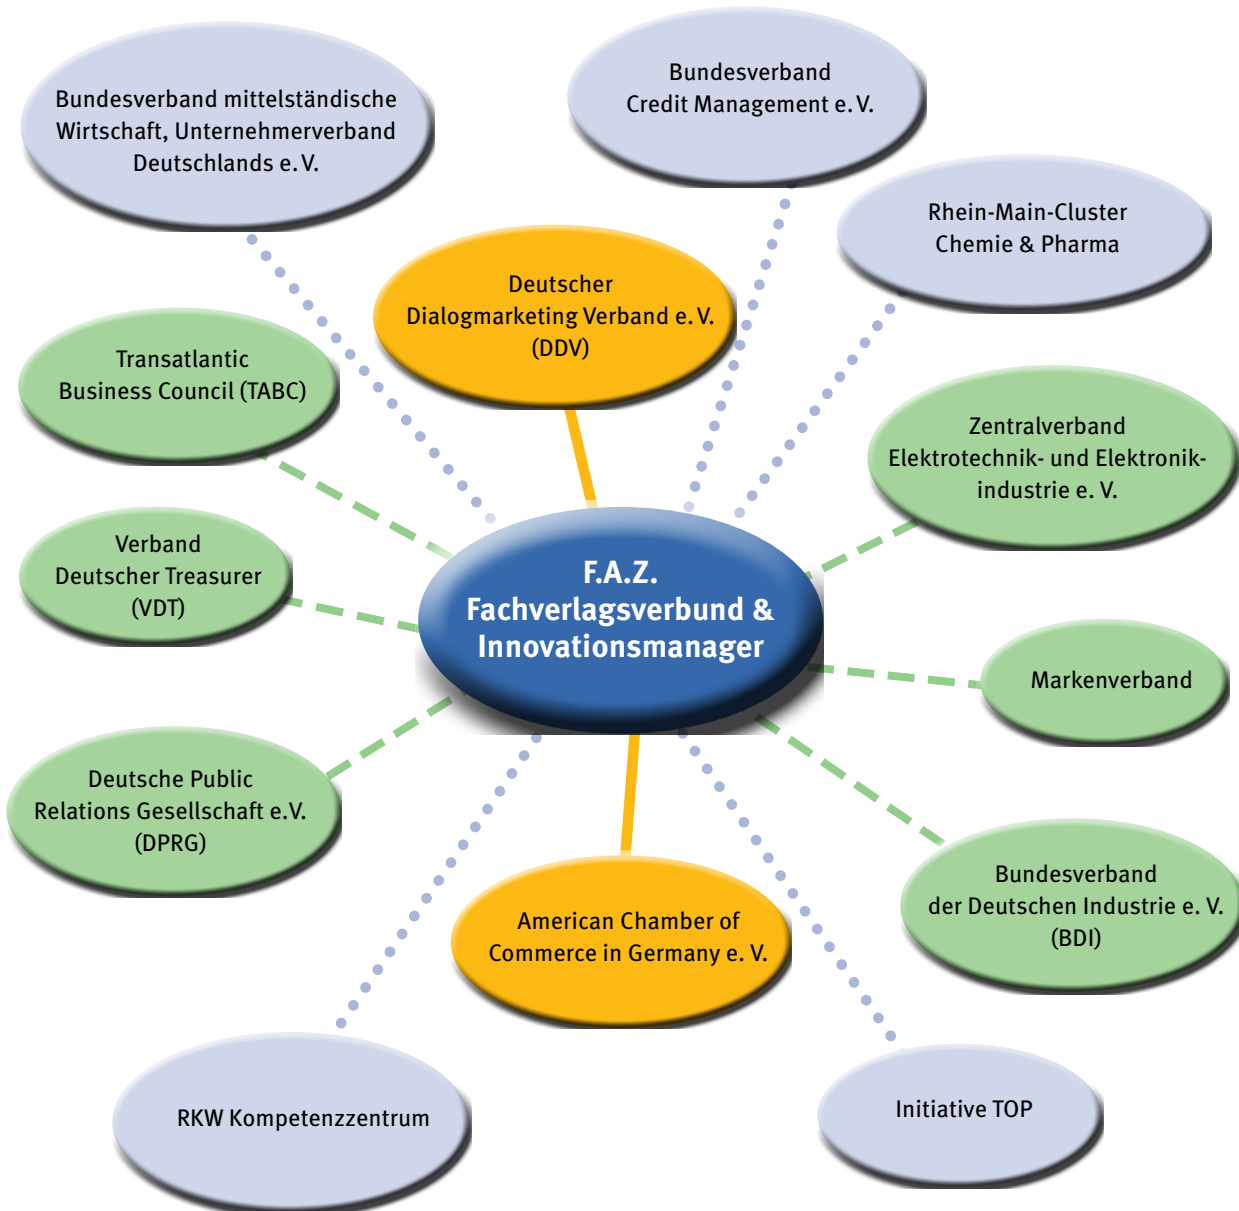 Bundesverband mittelständische
Wirtschaft, Unternehmerverband
Deutschlands e. V.
Bundesverband
Credit Management e. V.
Rhein-Main-Cluster
Chemie & Pharma
Deutscher
Dialogmarketing Verband e. V.
(DDV)
Transatlantic
Business Council (TABC)
Zentralverband
Elektrotechnik- und Elektronik-
industrie e. V.
Verband
Deutscher Treasurer
(VDT)
F.A.Z.
Fachverlagsverbund &
Innovationsmanager
Markenverband
Deutsche Public
Relations Gesellschaft e.V.
(DPRG)
Bundesverband
der Deutschen Industrie e. V.
(BDI)
American Chamber of
Commerce in Germany e. V.
RKW Kompetenzzentrum
Initiative TOP